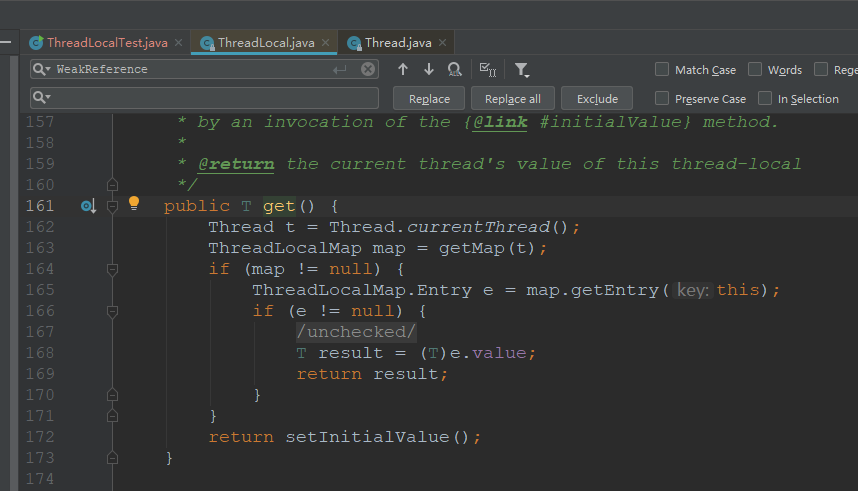 ThreadLocalTest.java × ThreadLocal.java × Thread.java ×
WeakReference Match Case Words Rege
Replace Replace all Exclude Preserve Case In Selection
157 * by an invocation of the {@link #initialValue} method.
158 *
159 * @return the current thread's value of this thread-local
160 */
161 public T get() {
162 Thread t = Thread.currentThread();
163 ThreadLocalMap map = getMap(t);
164 if (map != null) {
165 ThreadLocalMap.Entry e = map.getEntry( key: this);
166 if (e != null) {
167 /unchecked/
168 T result = (T)e.value;
169 return result;
170 }
171 }
172 return setInitialValue();
173 }
174